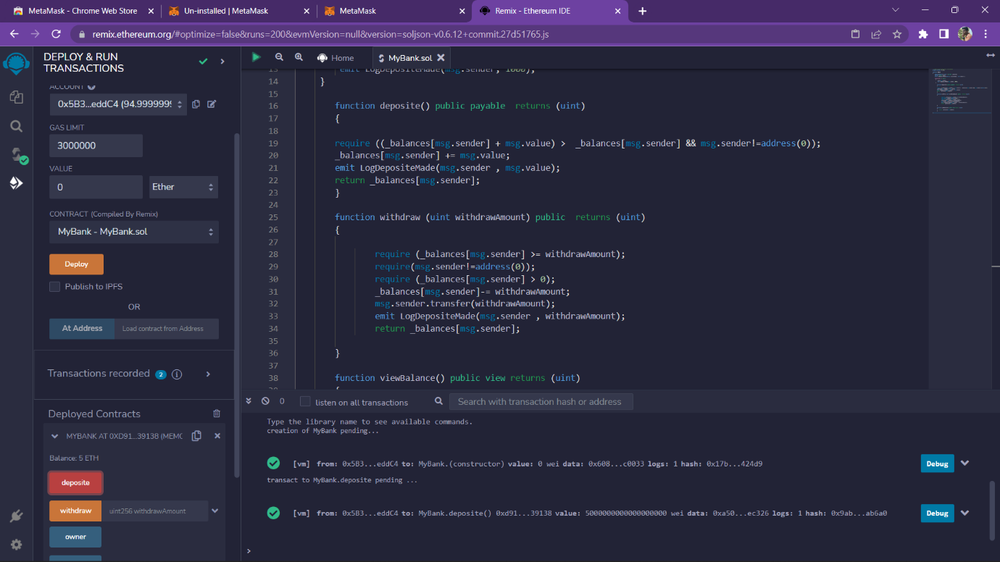 MetaMask - Chrome Web Store
Un-installed | MetaMask
MetaMask
Remix - Ethereum IDE
remix.ethereum.org/#optimize=false&runs=200&evmVersion=null&version=soljson-v0.6.12+commit.27d51765.js
DEPLOY & RUN
TRANSACTIONS
ACCOUNT
0x5B3...eddC4 (94.9999999
GAS LIMIT
3000000
VALUE
0
Ether
CONTRACT (Compiled By Remix)
MyBank - MyBank.sol
Deploy
Publish to IPFS
OR
At Address
Load contract from Address
Transactions recorded 2
Deployed Contracts
MYBANK AT 0XD91...39138 (MEMO
Balance: 5 ETH
deposite
withdraw
uint256 withdrawAmount
owner
Home
MyBank.sol
13 emit LogDepositeMade(msg.sender, 1000);
14 }
15
16 function deposite() public payable returns (uint)
17 {
18
19 require ((_balances[msg.sender] + msg.value) > _balances[msg.sender] && msg.sender!=address(0));
20 _balances[msg.sender] += msg.value;
21 emit LogDepositeMade(msg.sender , msg.value);
22 return _balances[msg.sender];
23 }
24
25 function withdraw (uint withdrawAmount) public returns (uint)
26 {
27
28 require (_balances[msg.sender] >= withdrawAmount);
29 require(msg.sender!=address(0));
30 require (_balances[msg.sender] > 0);
31 _balances[msg.sender]-= withdrawAmount;
32 msg.sender.transfer(withdrawAmount);
33 emit LogDepositeMade(msg.sender , withdrawAmount);
34 return _balances[msg.sender];
35
36 }
37
38 function viewBalance() public view returns (uint)
0
listen on all transactions
Search with transaction hash or address
Type the library name to see available commands.
creation of MyBank pending...
[vm] from: 0x5B3...eddC4 to: MyBank.(constructor) value: 0 wei data: 0x608...c0033 logs: 1 hash: 0x17b...424d9
Debug
transact to MyBank.deposite pending ...
[vm] from: 0x5B3...eddC4 to: MyBank.deposite() 0xd91...39138 value: 5000000000000000000 wei data: 0xa50...ec326 logs: 1 hash: 0x9ab...ab6a0
Debug
>